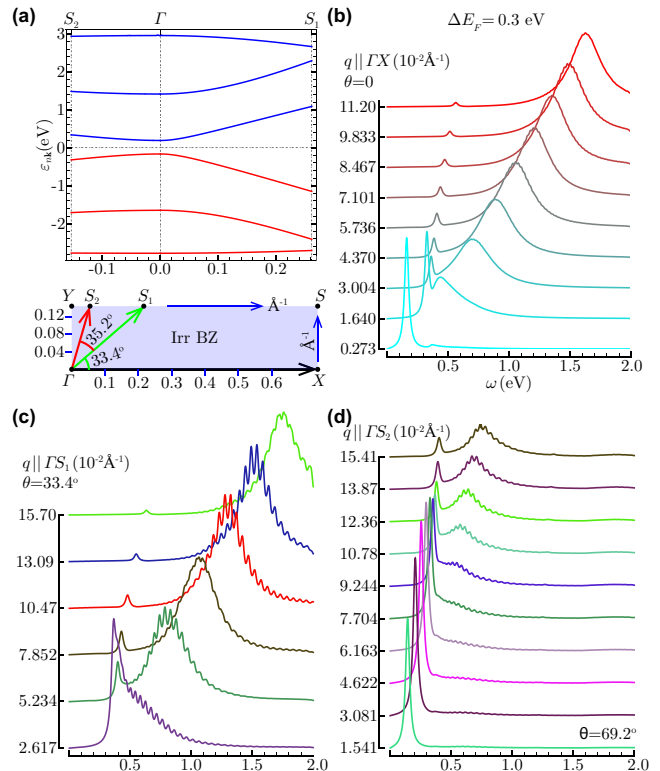 (a)
S₂ Γ S₁
3
2
1
0
-1
-2
εₙₖ(eV)
-0.1 0.0 0.1 0.2
Y S₂ S₁ S
0.12
0.08
0.04
35.2°
33.4°
Å⁻¹
Irr BZ
Å⁻¹
Γ 0.1 0.2 0.3 0.4 0.5 0.6 X
(b)
ΔE_F = 0.3 eV
q || ΓX (10⁻²Å⁻¹)
θ=0
11.20
9.833
8.467
7.101
5.736
4.370
3.004
1.640
0.273
0.5 1.0 1.5 2.0
ω(eV)
(c)
q || ΓS₁ (10⁻²Å⁻¹)
θ=33.4°
15.70
13.09
10.47
7.852
5.234
2.617
0.5 1.0 1.5 2.0
(d)
q || ΓS₂ (10⁻²Å⁻¹)
15.41
13.87
12.36
10.78
9.244
7.704
6.163
4.622
3.081
1.541
θ=69.2°
0.5 1.0 1.5 2.0